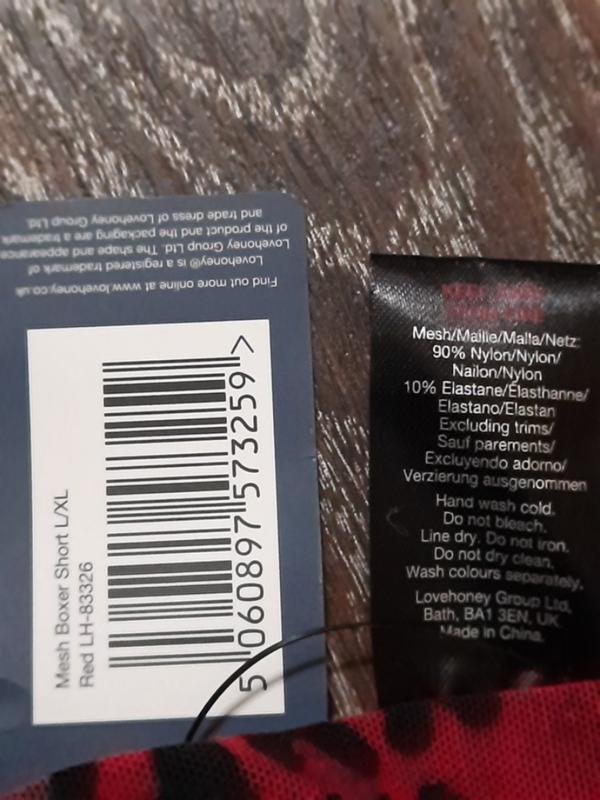 Find out more online at www.lovehoney.co.uk
Lovehoney® is a registered trademark of
Lovehoney Group Ltd. The shape and appearance
of the product and the packaging are a trademark
and trade dress of Lovehoney Group Ltd.
Mesh Boxer Short L/XL
Red LH-83326
5 060897 573259 >
KEEP AWAY
FROM FIRE
Mesh/Maille/Malla/Netz:
90% Nylon/Nylon/
Nailon/Nylon
10% Elastane/Élasthanne/
Elastano/Elastan
Excluding trims/
Sauf parements/
Excluyendo adorno/
Verzierung ausgenommen
Hand wash cold.
Do not bleach.
Line dry. Do not iron.
Do not dry clean.
Wash colours separately.
Lovehoney Group Ltd,
Bath, BA1 3EN, UK
Made in China.